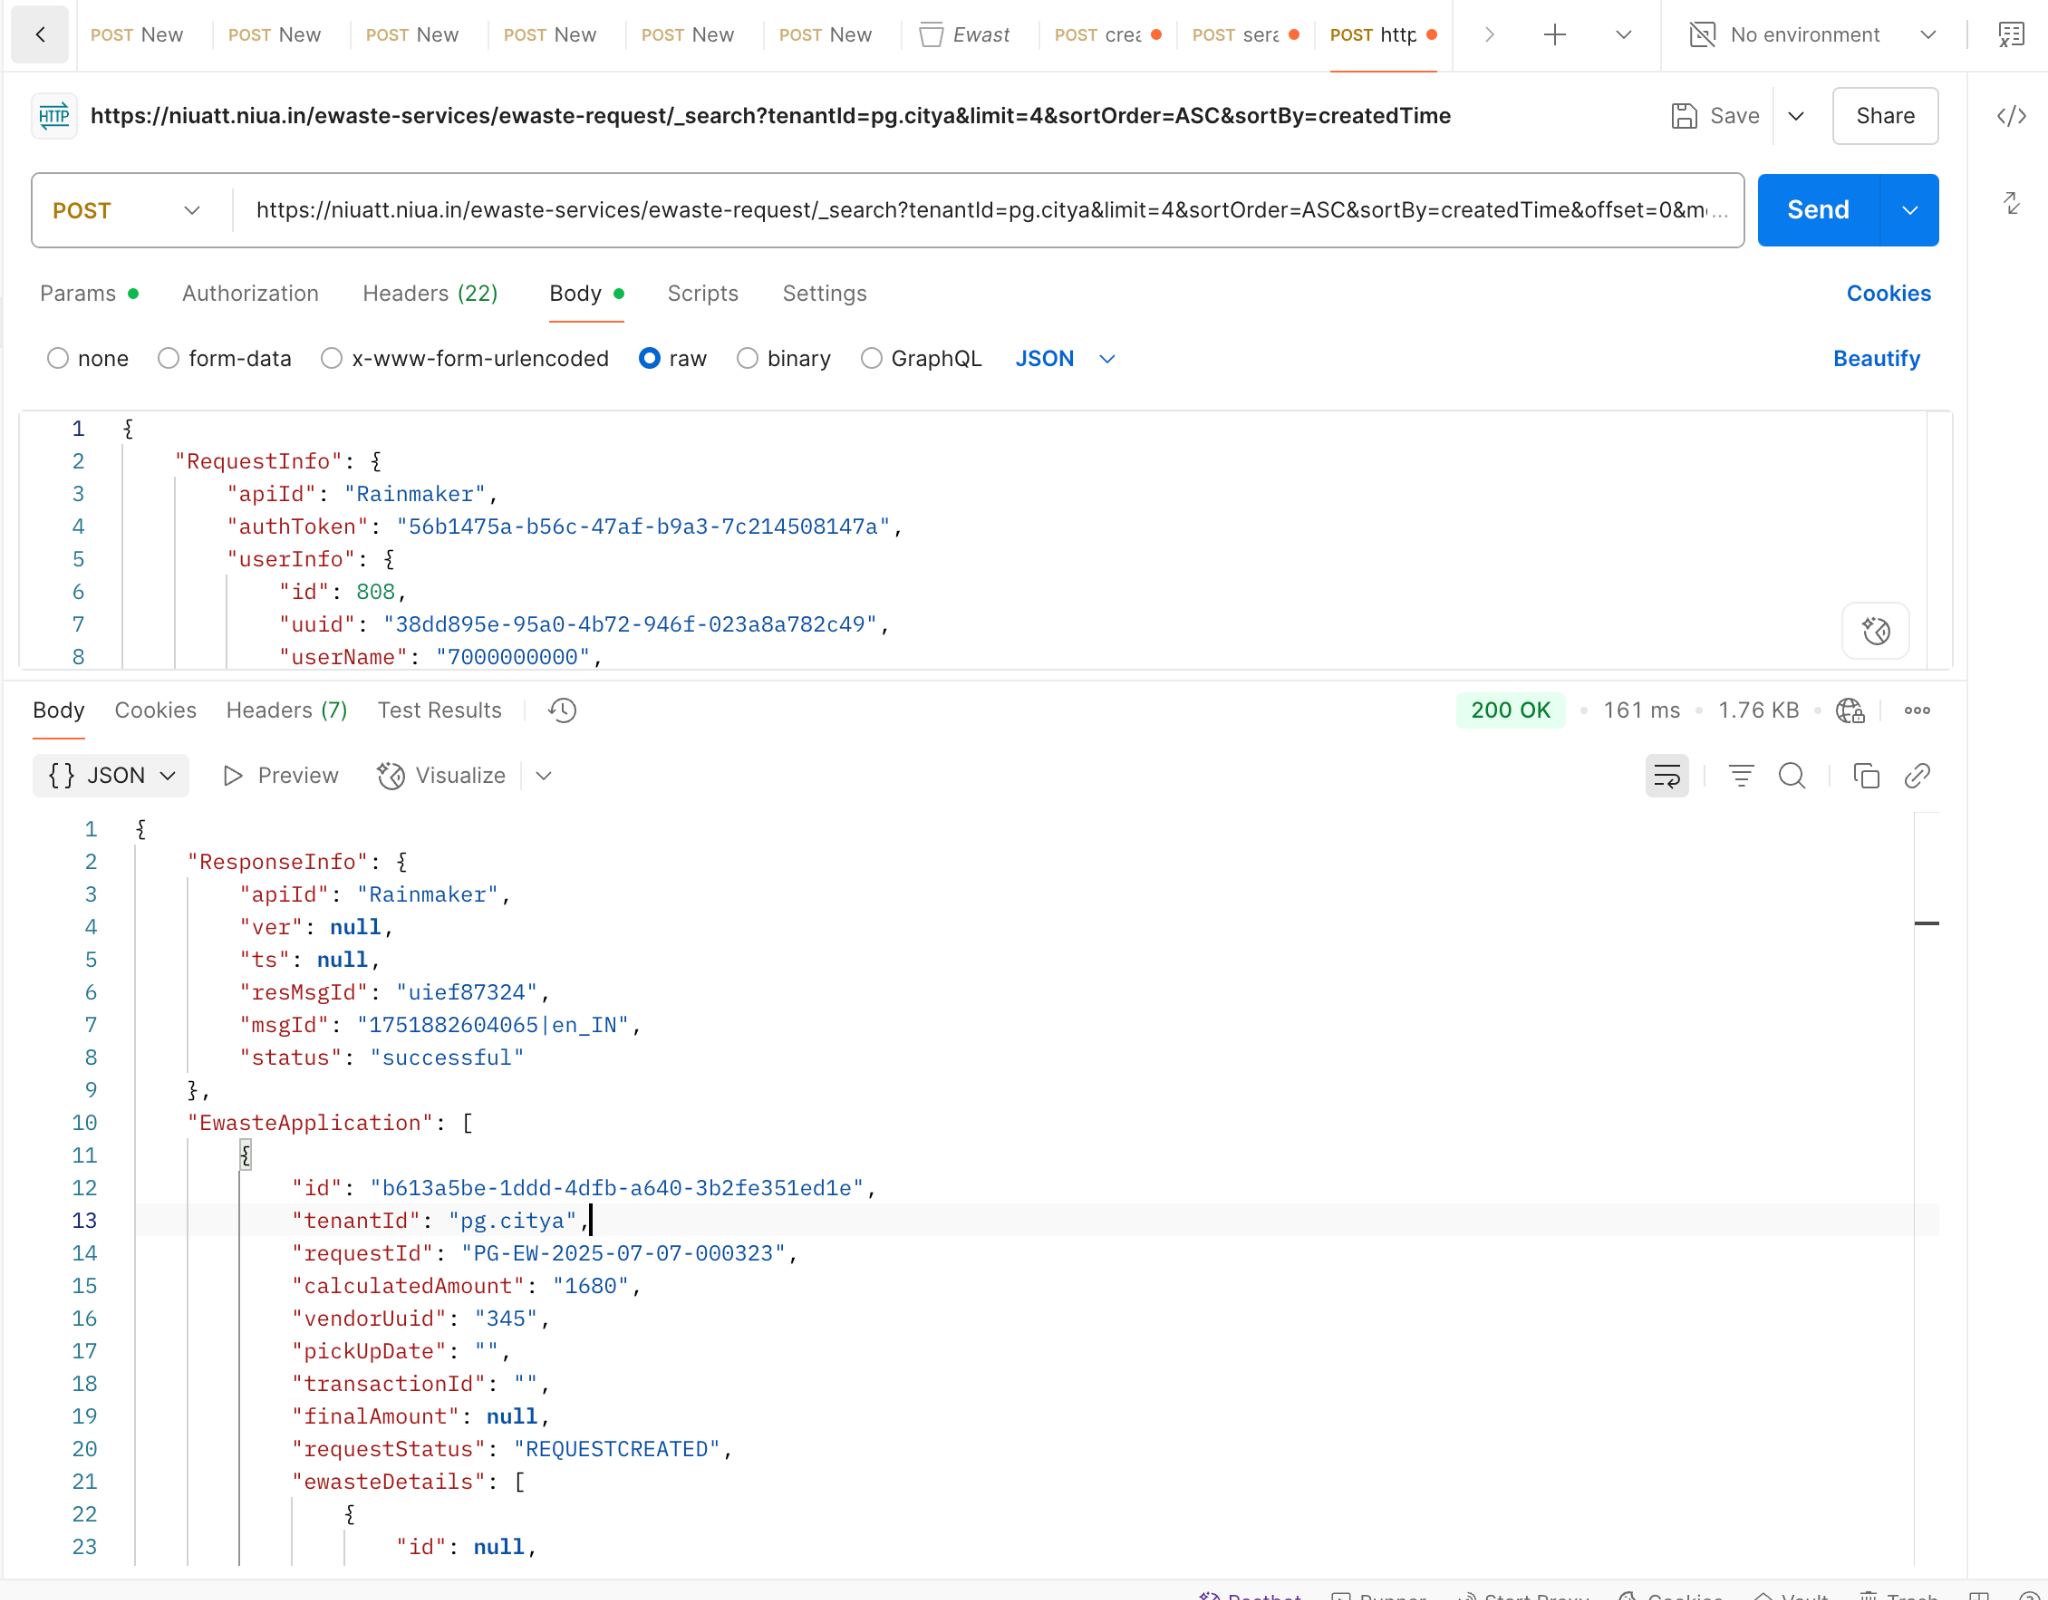 POST New POST New POST New POST New POST New POST New Ewast POST crea POST sera POST http No environment
HTTP https://niuatt.niua.in/ewaste-services/ewaste-request/_search?tenantId=pg.citya&limit=4&sortOrder=ASC&sortBy=createdTime Save Share
POST https://niuatt.niua.in/ewaste-services/ewaste-request/_search?tenantId=pg.citya&limit=4&sortOrder=ASC&sortBy=createdTime&offset=0&m... Send
Params Authorization Headers (22) Body Scripts Settings Cookies
none form-data x-www-form-urlencoded raw binary GraphQL JSON Beautify
1 {
2 "RequestInfo": {
3 "apiId": "Rainmaker",
4 "authToken": "56b1475a-b56c-47af-b9a3-7c214508147a",
5 "userInfo": {
6 "id": 808,
7 "uuid": "38dd895e-95a0-4b72-946f-023a8a782c49",
8 "userName": "7000000000",
Body Cookies Headers (7) Test Results 200 OK 161 ms 1.76 KB
{} JSON Preview Visualize
1 {
2 "ResponseInfo": {
3 "apiId": "Rainmaker",
4 "ver": null,
5 "ts": null,
6 "resMsgId": "uief87324",
7 "msgId": "1751882604065|en_IN",
8 "status": "successful"
9 },
10 "EwasteApplication": [
11 {
12 "id": "b613a5be-1ddd-4dfb-a640-3b2fe351ed1e",
13 "tenantId": "pg.citya",
14 "requestId": "PG-EW-2025-07-07-000323",
15 "calculatedAmount": "1680",
16 "vendorUuid": "345",
17 "pickUpDate": "",
18 "transactionId": "",
19 "finalAmount": null,
20 "requestStatus": "REQUESTCREATED",
21 "ewasteDetails": [
22 {
23 "id": null,
Postbot Runner Start Proxy Cookies Vault Trash